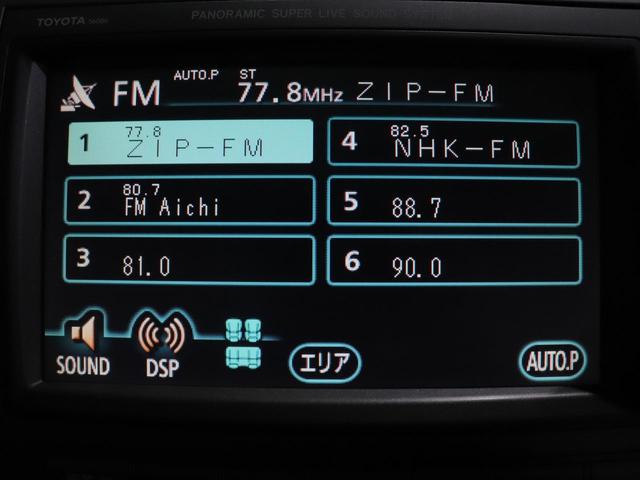 TOYOTA
PANORAMIC SUPER LIVE SOUND SYSTEM
FM AUTO.P ST 77.8MHz ZIP-FM
1 77.8 ZIP-FM
2 80.7 FM Aichi
3 81.0
4 82.5 NHK-FM
5 88.7
6 90.0
SOUND DSP エリア AUTO.P